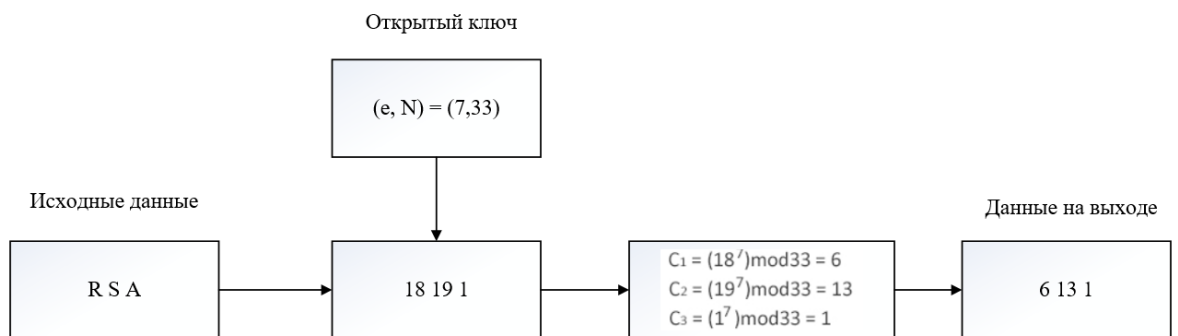 Открытый ключ
(e, N) = (7,33)
Исходные данные
Данные на выходе
R S A
18 19 1
C₁ = (18⁷)mod33 = 6
C₂ = (19⁷)mod33 = 13
C₃ = (1⁷)mod33 = 1
6 13 1